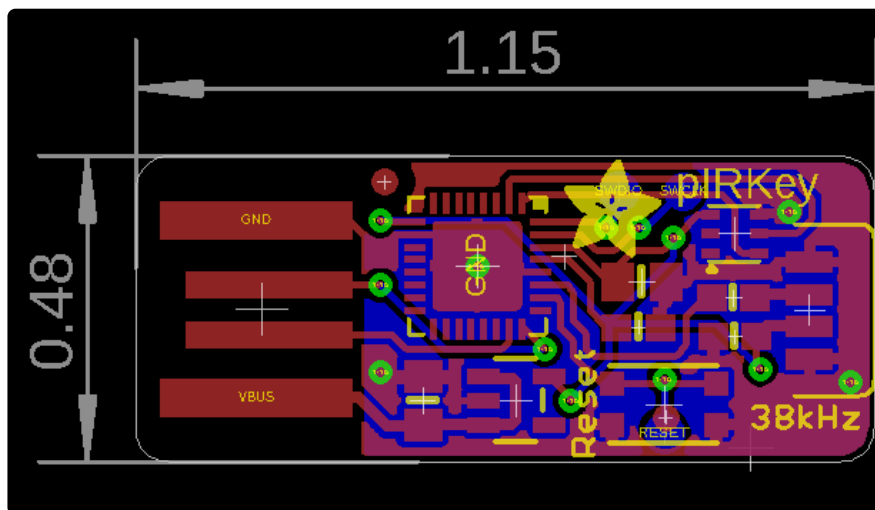 1.15
0.48
SWDIO
SWCLK
pIRKey
GND
GND
VBUS
Reset
RESET
38kHz